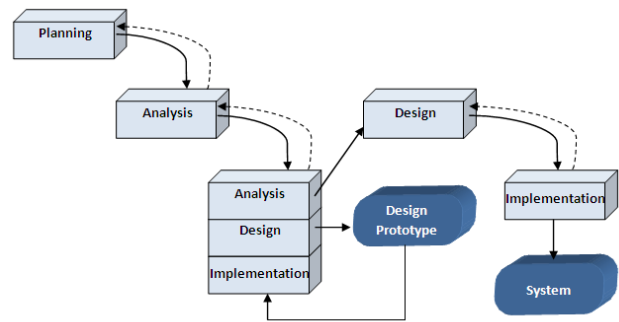 Planning
Analysis
Design
Analysis
Design
Implementation
Design
Prototype
Implementation
System